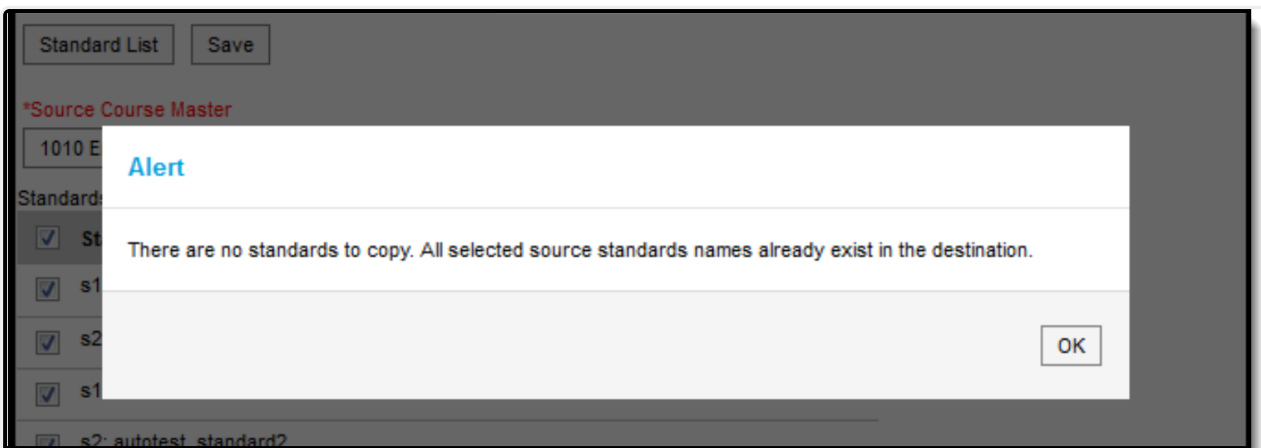 Standard List Save
*Source Course Master
1010 E
Alert
Standard
St
There are no standards to copy. All selected source standards names already exist in the destination.
s1
s2
OK
s1
s2: autotest_standard2